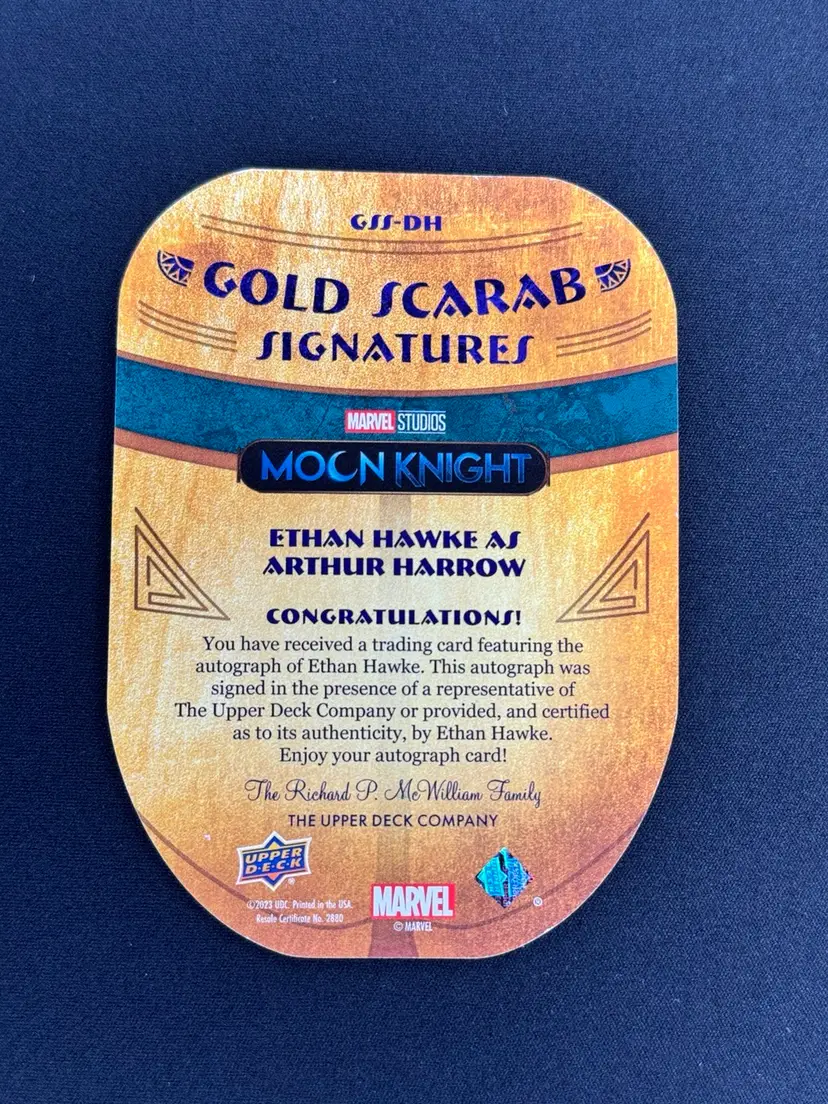 GSS-DH
GOLD SCARAB
SIGNATURES
MARVEL STUDIOS
MOON KNIGHT
ETHAN HAWKE AS
ARTHUR HARROW
CONGRATULATIONS!
You have received a trading card featuring the
autograph of Ethan Hawke. This autograph was
signed in the presence of a representative of
The Upper Deck Company or provided, and certified
as to its authenticity, by Ethan Hawke.
Enjoy your autograph card!
The Richard P. McWilliam Family
THE UPPER DECK COMPANY
UPPER
D·E·C·K
®
©2023 UDC. Printed in the USA.
Resale Certificate No. 2880
MARVEL
© MARVEL
®